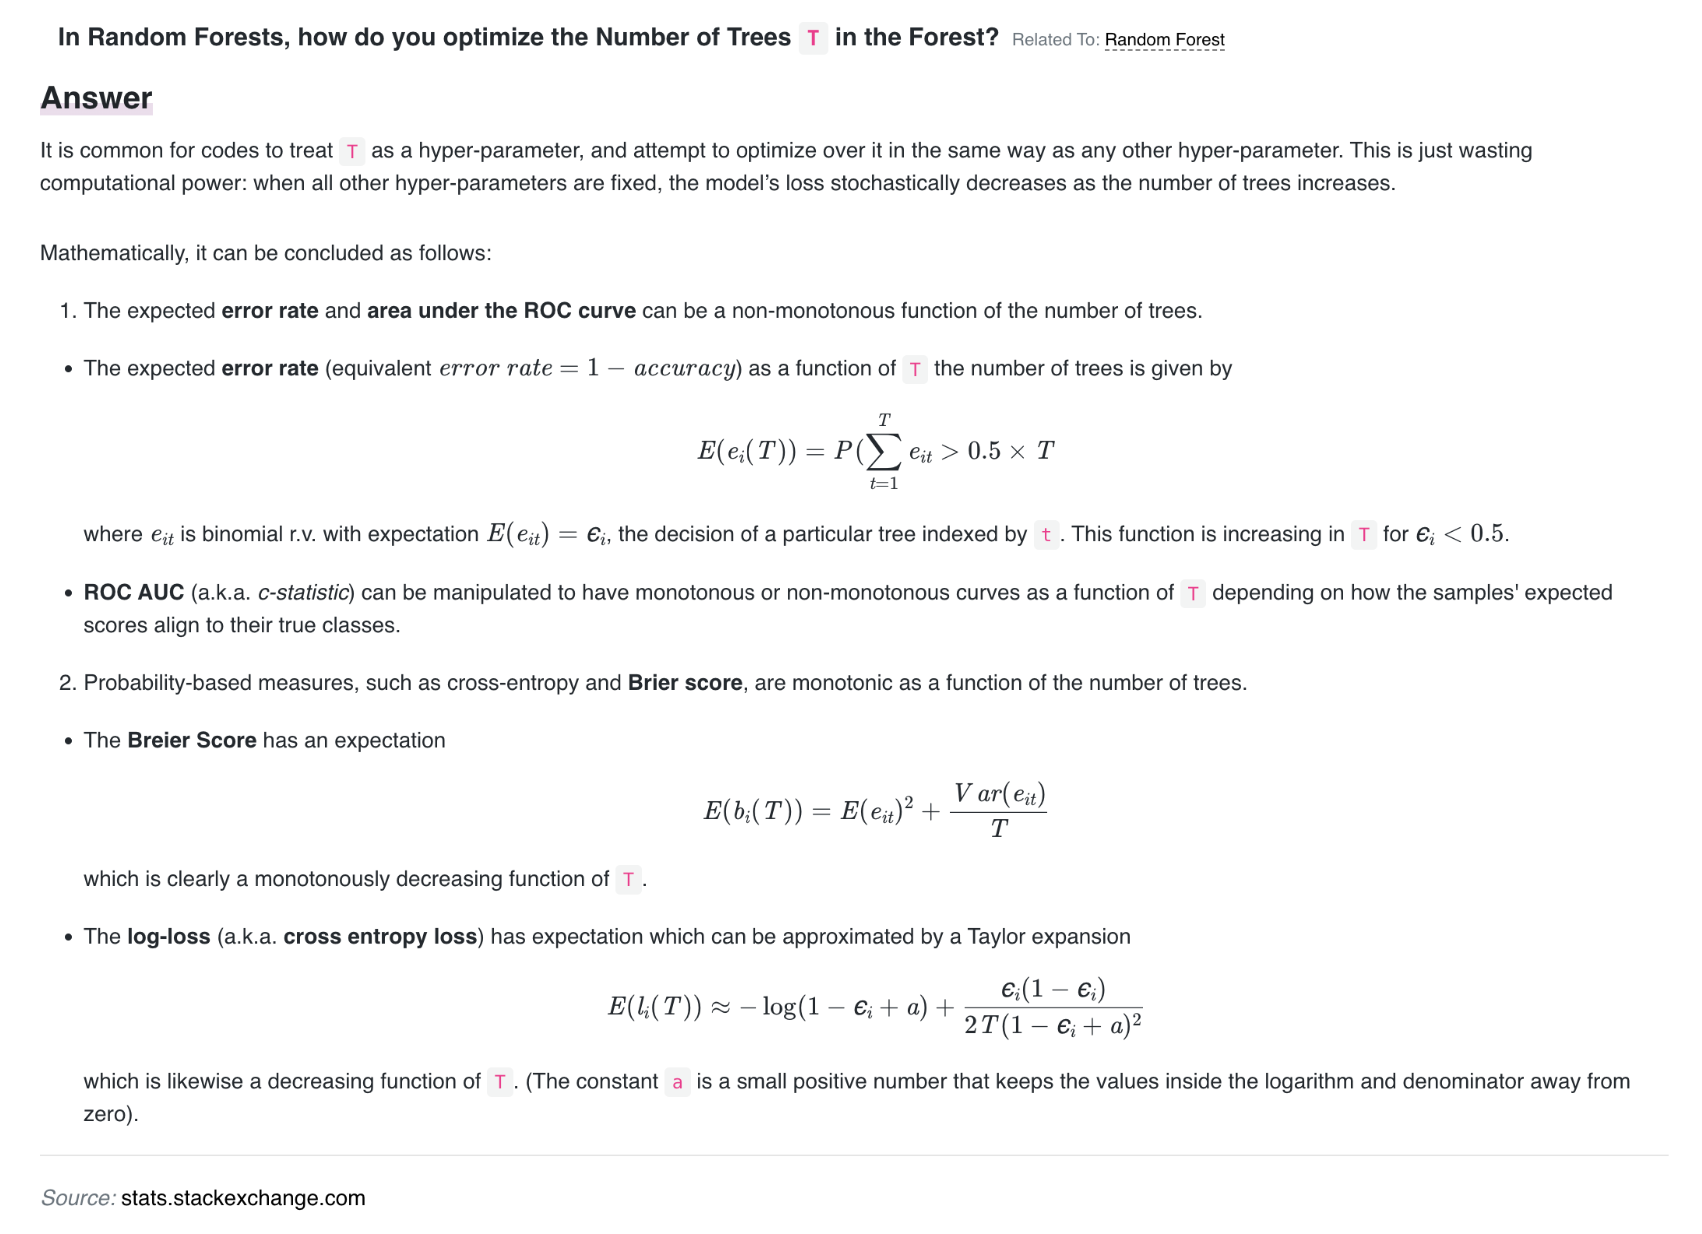 In Random Forests, how do you optimize the Number of Trees T in the Forest? Related To: Random Forest
Answer
It is common for codes to treat T as a hyper-parameter, and attempt to optimize over it in the same way as any other hyper-parameter. This is just wasting
computational power: when all other hyper-parameters are fixed, the model’s loss stochastically decreases as the number of trees increases.
Mathematically, it can be concluded as follows:
1. The expected error rate and area under the ROC curve can be a non-monotonous function of the number of trees.
• The expected error rate (equivalent error rate = 1 − accuracy) as a function of T the number of trees is given by
E(e_i(T)) = P(∑_{t=1}^{T} e_{it} > 0.5 × T
where e_{it} is binomial r.v. with expectation E(e_{it}) = ϵ_i, the decision of a particular tree indexed by t . This function is increasing in T for ϵ_i < 0.5.
• ROC AUC (a.k.a. c-statistic) can be manipulated to have monotonous or non-monotonous curves as a function of T depending on how the samples' expected
scores align to their true classes.
2. Probability-based measures, such as cross-entropy and Brier score, are monotonic as a function of the number of trees.
• The Breier Score has an expectation
E(b_i(T)) = E(e_{it})^2 + \frac{Var(e_{it})}{T}
which is clearly a monotonously decreasing function of T .
• The log-loss (a.k.a. cross entropy loss) has expectation which can be approximated by a Taylor expansion
E(l_i(T)) ≈ − log(1 − ϵ_i + a) + \frac{ϵ_i(1 − ϵ_i)}{2T(1 − ϵ_i + a)^2}
which is likewise a decreasing function of T . (The constant a is a small positive number that keeps the values inside the logarithm and denominator away from
zero).
Source: stats.stackexchange.com